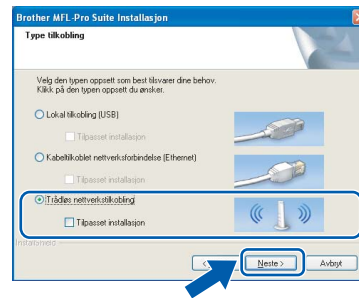 Brother MFL-Pro Suite Installasjon
Type tilkobling
Velg den typen oppsett som best tilsvarer dine behov.
Klikk på den typen oppsett du ønsker.
Lokal tilkobling (USB)
Tilpasset installasjon
Kabeltilkoblet nettverksforbindelse (Ethernet)
Tilpasset installasjon
Trådløs nettverkstilkobling
Tilpasset installasjon
InstallShield
< Neste > Avbryt